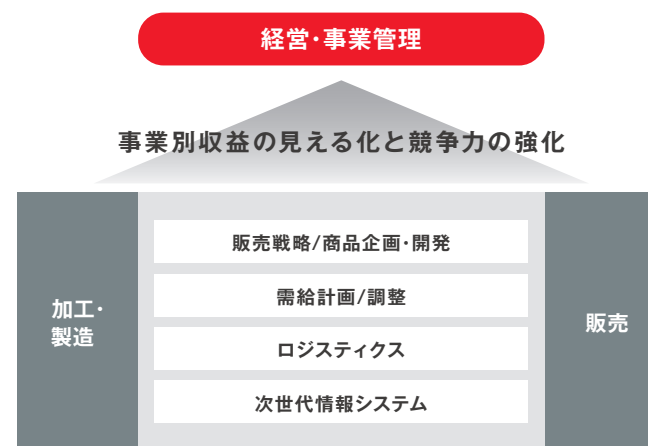 経営・事業管理
事業別収益の見える化と競争力の強化
加工・
製造
販売戦略/商品企画・開発
需給計画/調整
ロジスティクス
次世代情報システム
販売